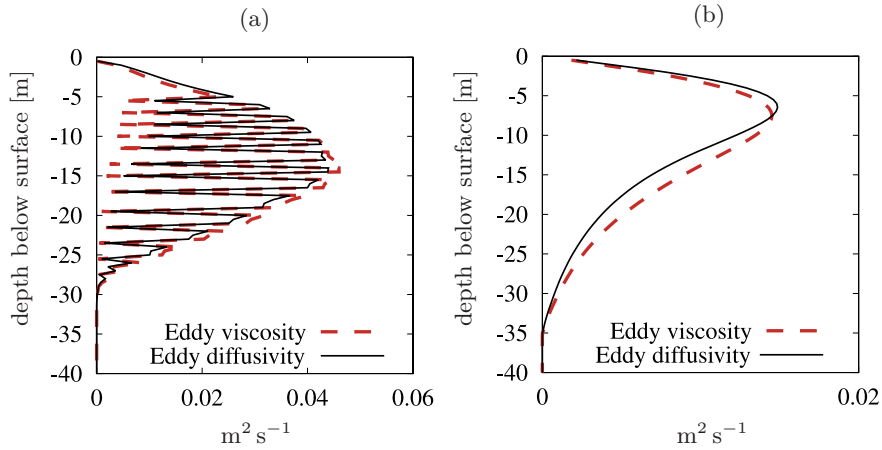 (a)
depth below surface [m]
0
-5
-10
-15
-20
-25
-30
-35
-40
Eddy viscosity
Eddy diffusivity
0 0.02 0.04 0.06
m² s⁻¹
(b)
depth below surface [m]
0
-5
-10
-15
-20
-25
-30
-35
-40
Eddy viscosity
Eddy diffusivity
0 0.02
m² s⁻¹